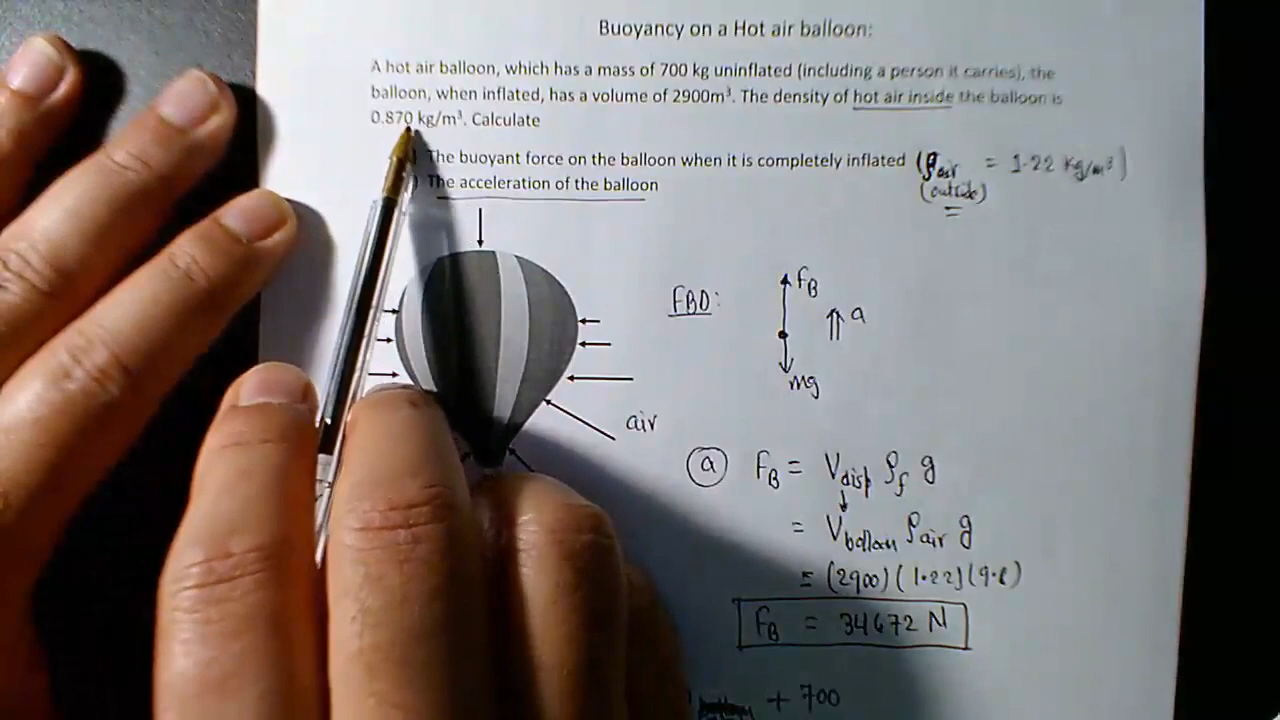 Buoyancy on a Hot air balloon:
A hot air balloon, which has a mass of 700 kg uninflated (including a person it carries), the
balloon, when inflated, has a volume of 2900m³. The density of hot air inside the balloon is
0.870 kg/m³. Calculate
) The buoyant force on the balloon when it is completely inflated (ρair = 1.22 kg/m³)
(outside)
) The acceleration of the balloon
FBD:
FB
a
mg
air
a FB = Vdisp ρf g
= Vballoon ρair g
= (2900)(1.22)(9.8)
FB = 34672 N
+ 700